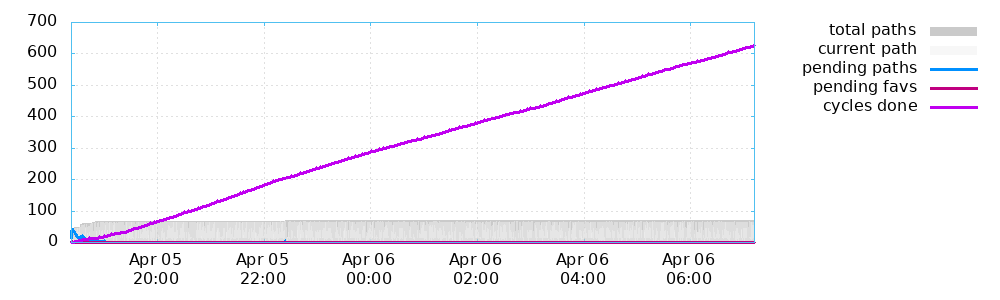 700
600
500
400
300
200
100
0
Apr 05 Apr 05 Apr 06 Apr 06 Apr 06 Apr 06
20:00 22:00 00:00 02:00 04:00 06:00
total paths
current path
pending paths
pending favs
cycles done